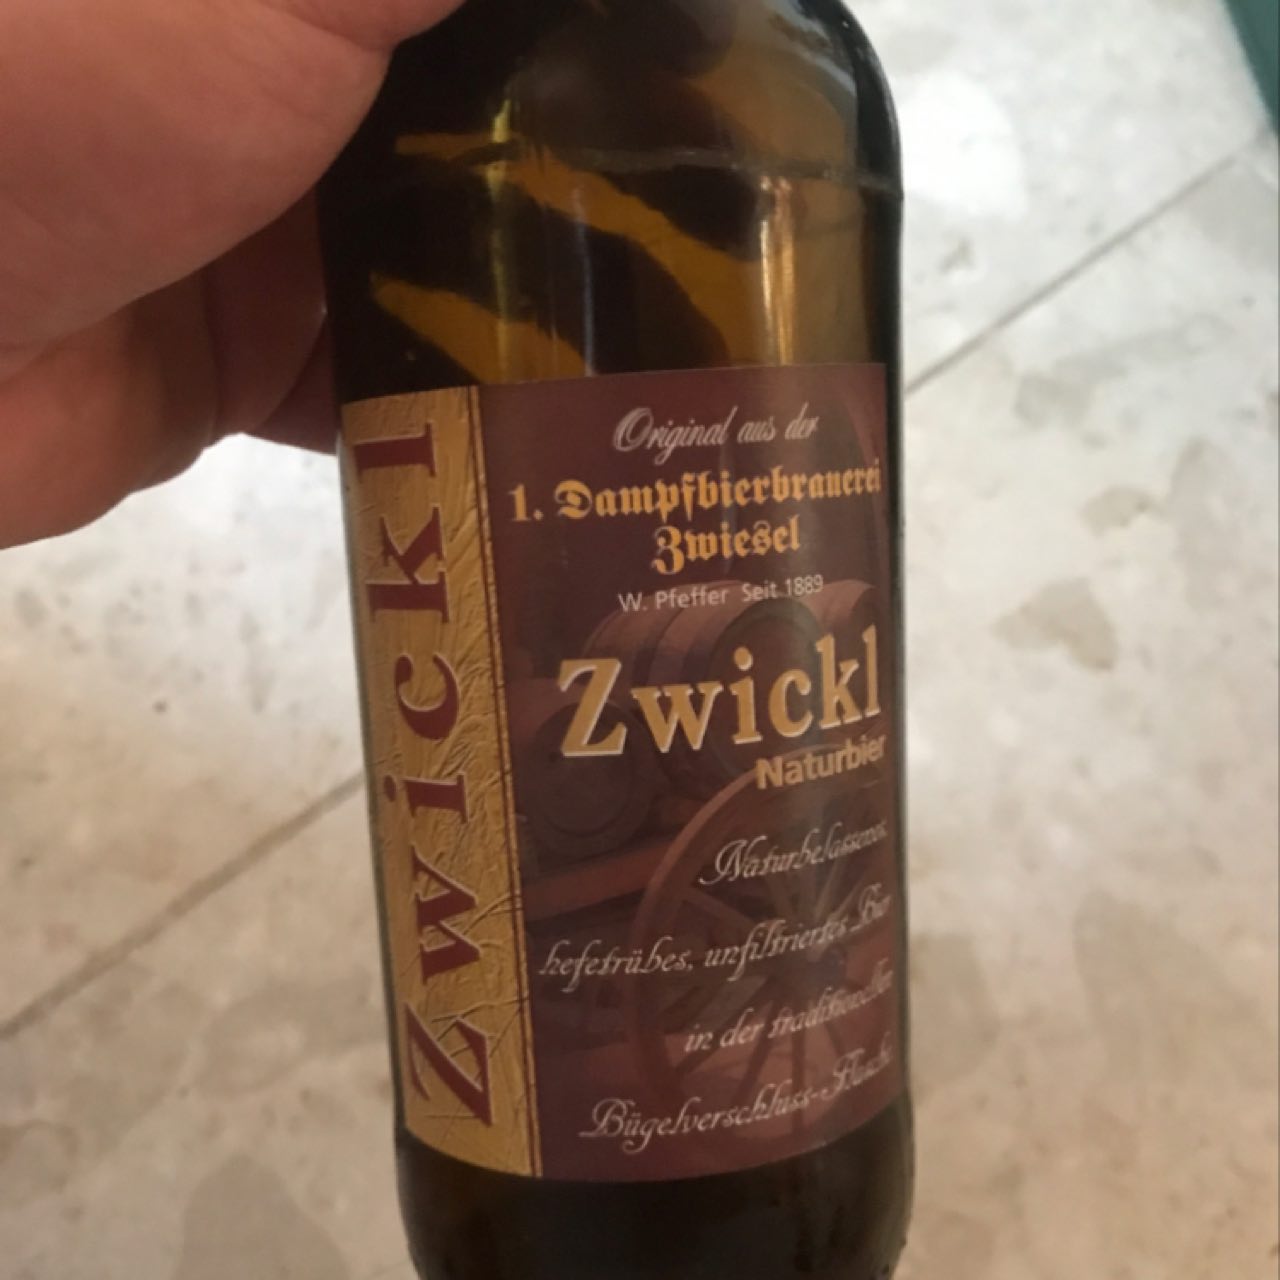 Zwickl
Original aus der
1. Dampfbierbrauerei
Zwiesel
W. Pfeffer Seit 1889
Zwickl
Naturbier
Naturbelassenes,
hefetrübes, unfiltriertes Bier
in der traditionellen
Bügelverschluss-Flasche